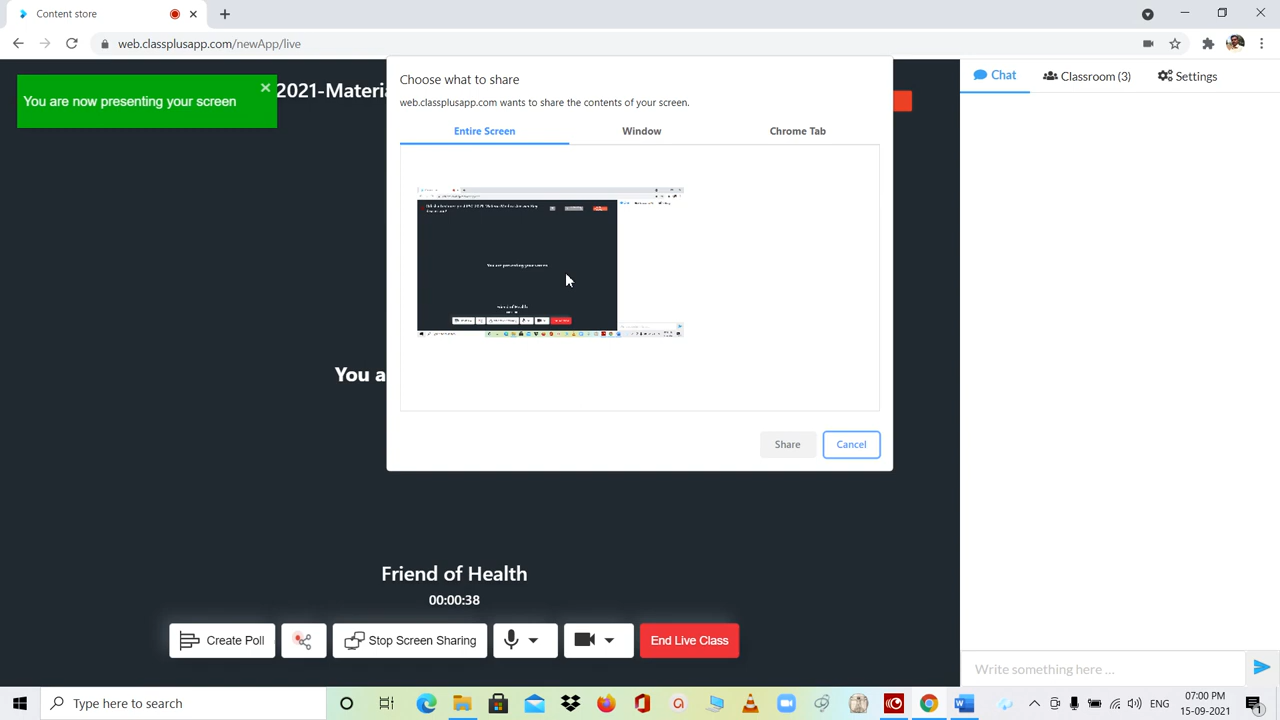 Content store
web.classplusapp.com/newApp/live
You are now presenting your screen
2021-Materia
Choose what to share
web.classplusapp.com wants to share the contents of your screen.
Entire Screen
Window
Chrome Tab
Share
Cancel
You a
Friend of Health
00:00:38
Create Poll
Stop Screen Sharing
End Live Class
Chat
Classroom (3)
Settings
Write something here ...
Type here to search
ENG
07:00 PM
15-09-2021
1